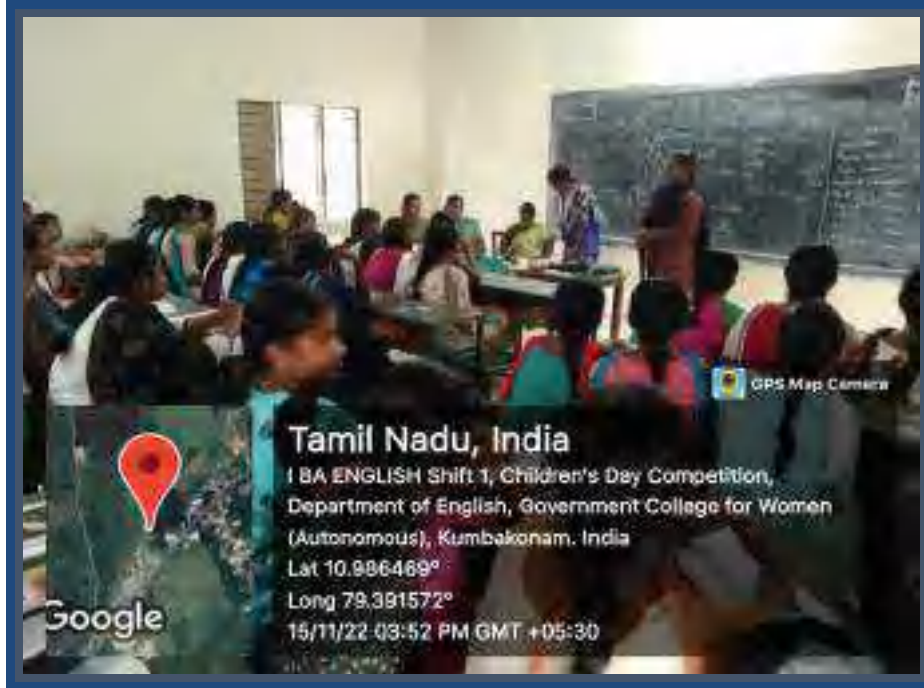 GPS Map Camera
Tamil Nadu, India
I BA ENGLISH Shift 1, Children's Day Competition,
Department of English, Government College for Women
(Autonomous), Kumbakonam. India
Lat 10.986469°
Long 79.391572°
15/11/22 03:52 PM GMT +05:30
Google